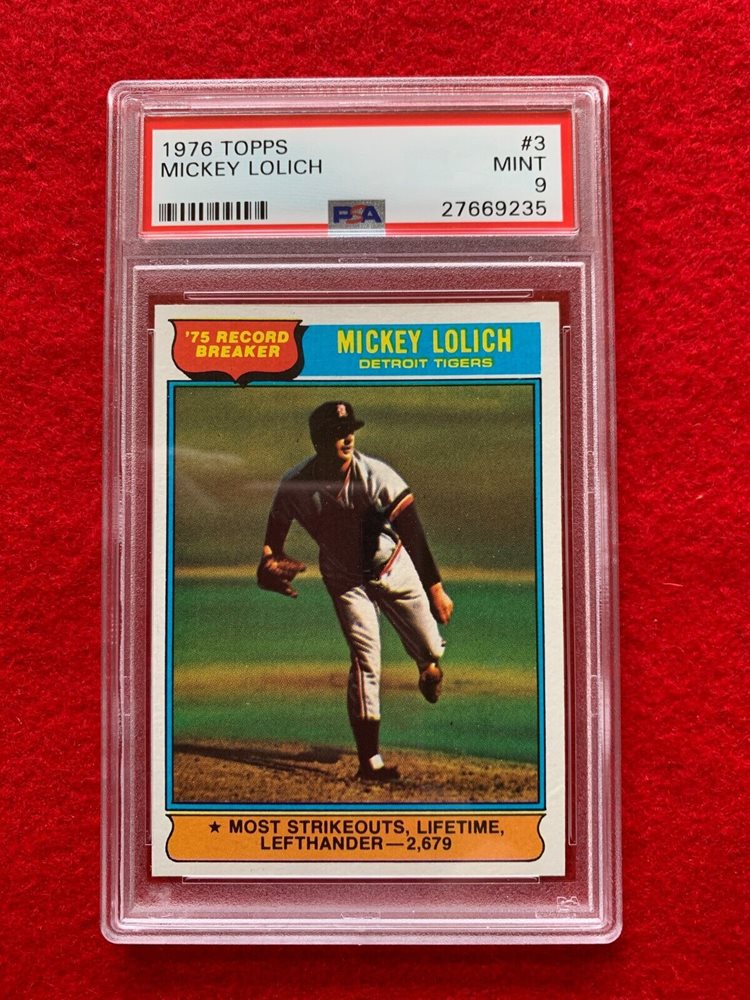 1976 TOPPS #3
MICKEY LOLICH MINT
9
PSA 27669235
'75 RECORD
BREAKER
MICKEY LOLICH
DETROIT TIGERS
★ MOST STRIKEOUTS, LIFETIME,
LEFTHANDER—2,679